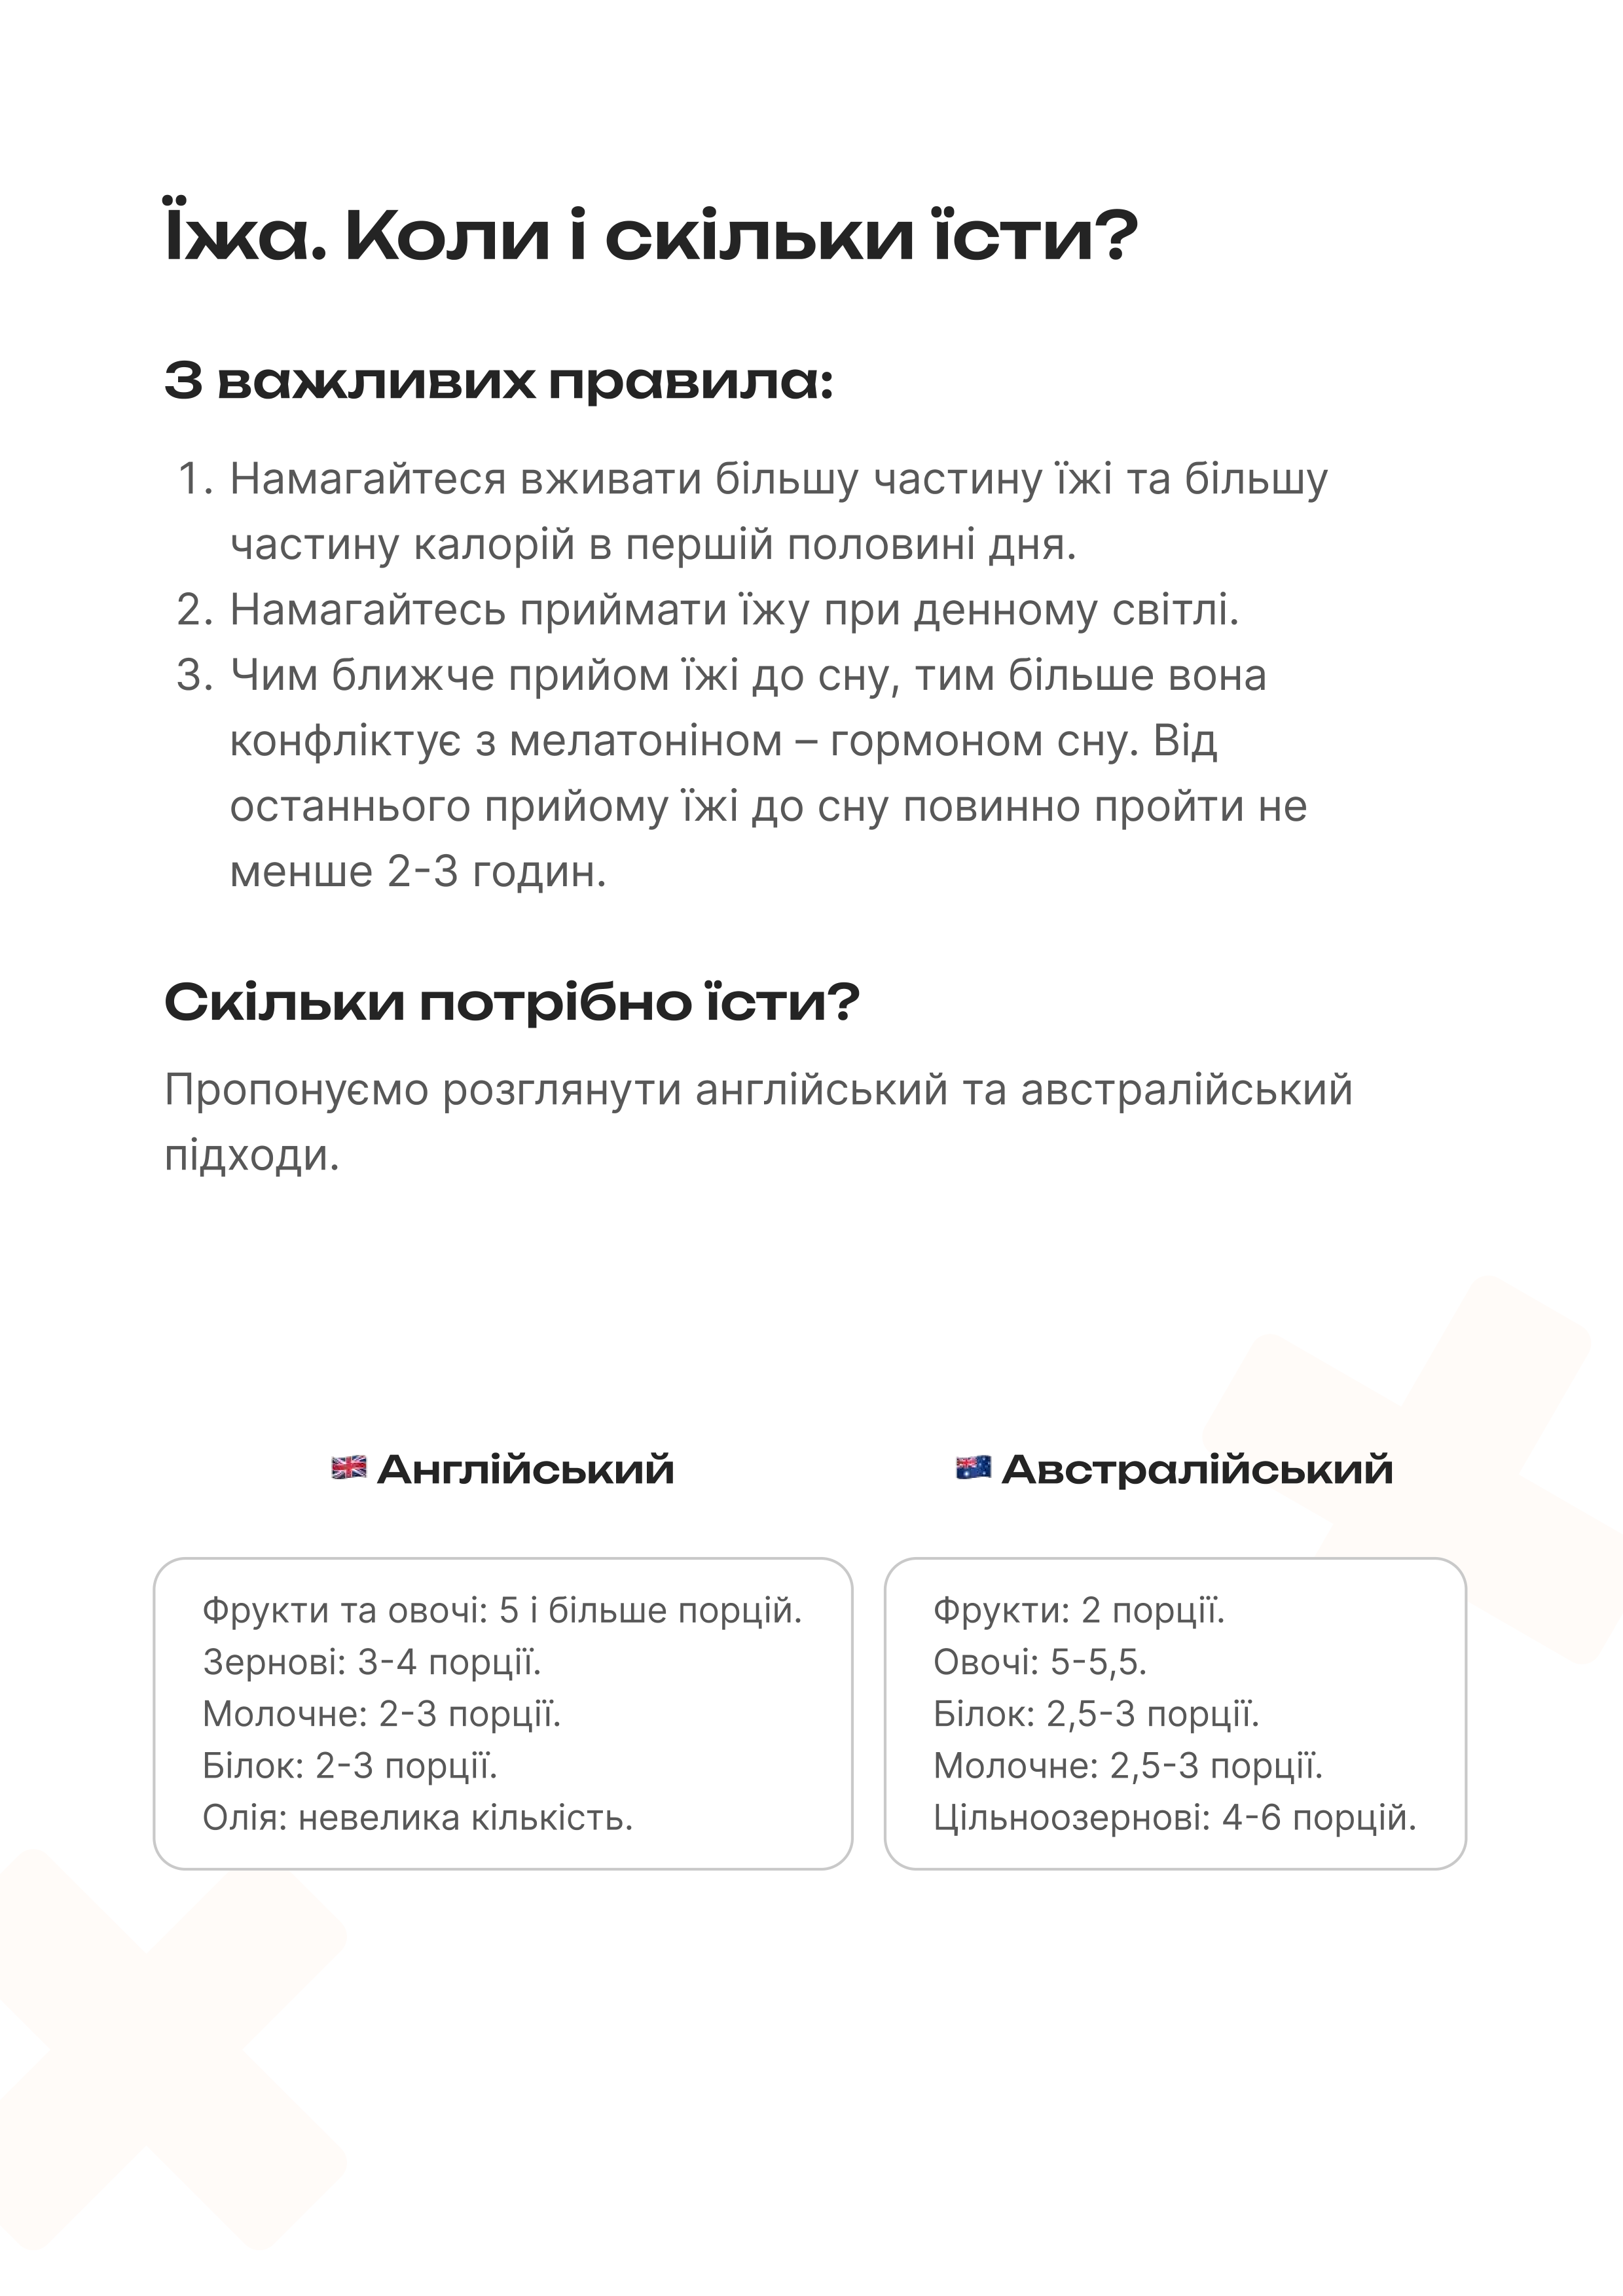 Їжа. Коли і скільки їсти?
3 важливих правила:
1. Намагайтеся вживати більшу частину їжі та більшу
частину калорій в першій половині дня.
2. Намагайтесь приймати їжу при денному світлі.
3. Чим ближче прийом їжі до сну, тим більше вона
конфліктує з мелатоніном – гормоном сну. Від
останнього прийому їжі до сну повинно пройти не
менше 2-3 годин.
Скільки потрібно їсти?
Пропонуємо розглянути англійський та австралійський
підходи.
🇬🇧 Англійський
Фрукти та овочі: 5 і більше порцій.
Зернові: 3-4 порції.
Молочне: 2-3 порції.
Білок: 2-3 порції.
Олія: невелика кількість.
🇦🇺 Австралійський
Фрукти: 2 порції.
Овочі: 5-5,5.
Білок: 2,5-3 порції.
Молочне: 2,5-3 порції.
Цільноозернові: 4-6 порцій.